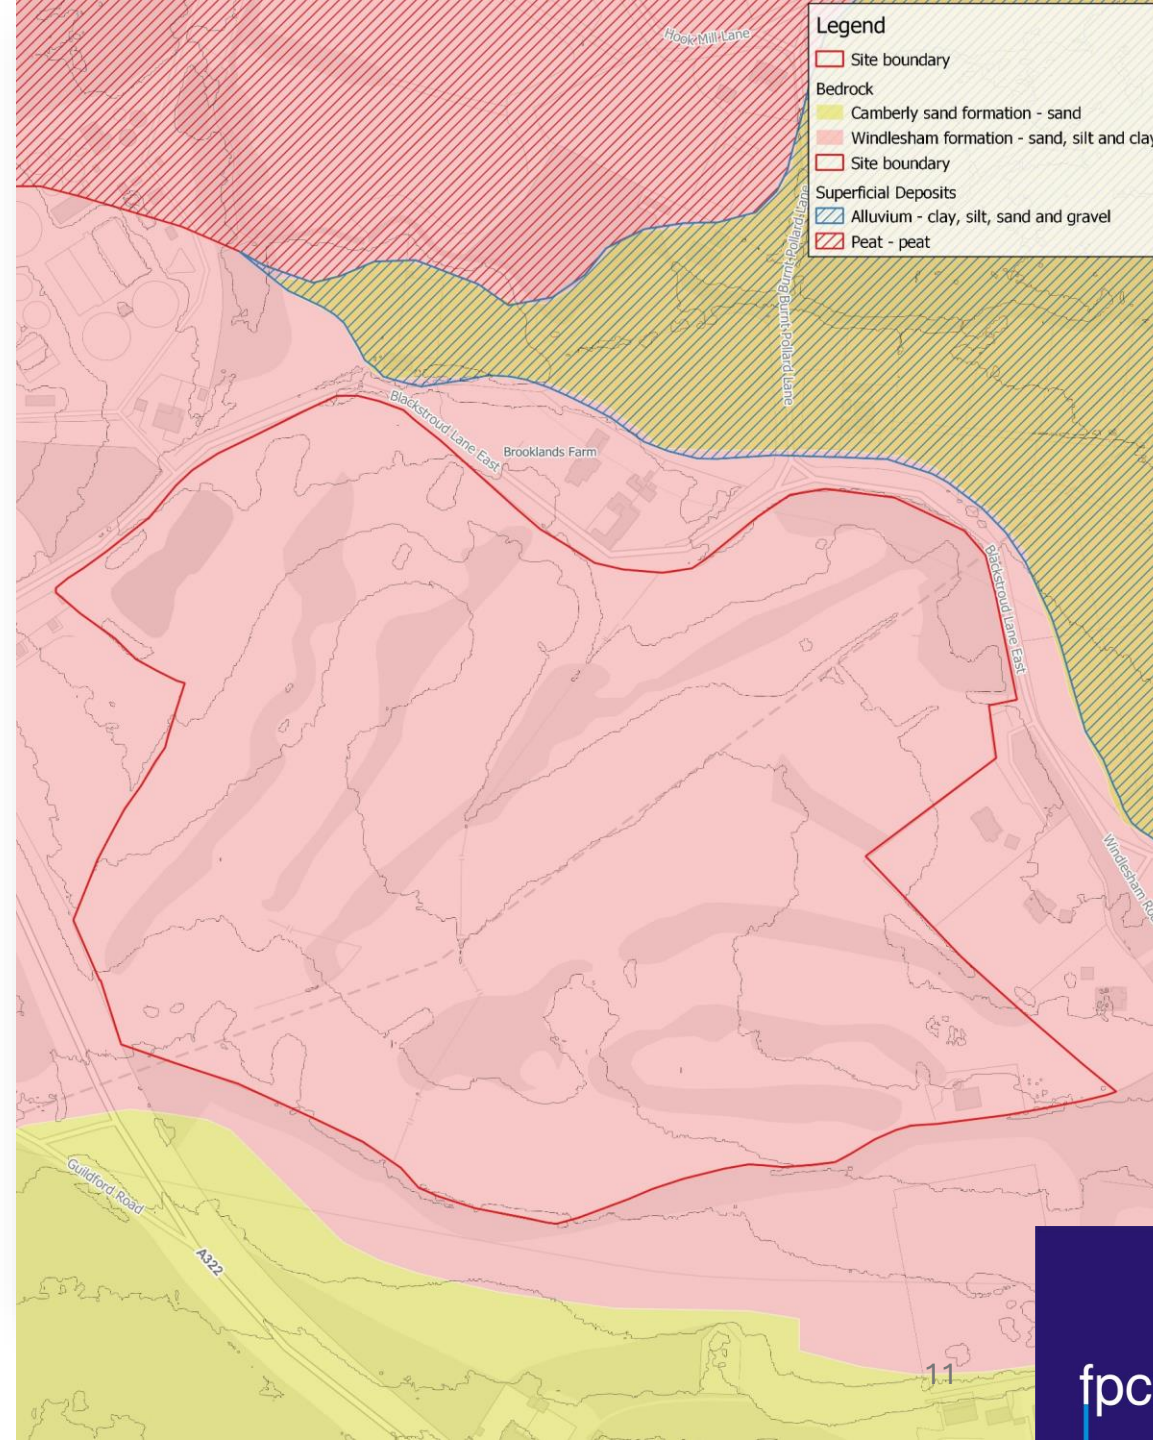 Hook Mill Lane
Legend
Site boundary
Bedrock
Camberly sand formation - sand
Windlesham formation - sand, silt and clay
Site boundary
Superficial Deposits
Alluvium - clay, silt, sand and gravel
Peat - peat
Burnt Pollard Lane
Burnt Pollard Lane
Blackstroud Lane East
Brooklands Farm
Blackstroud Lane East
Windlesham
Guildford Road
A322
11
fpc